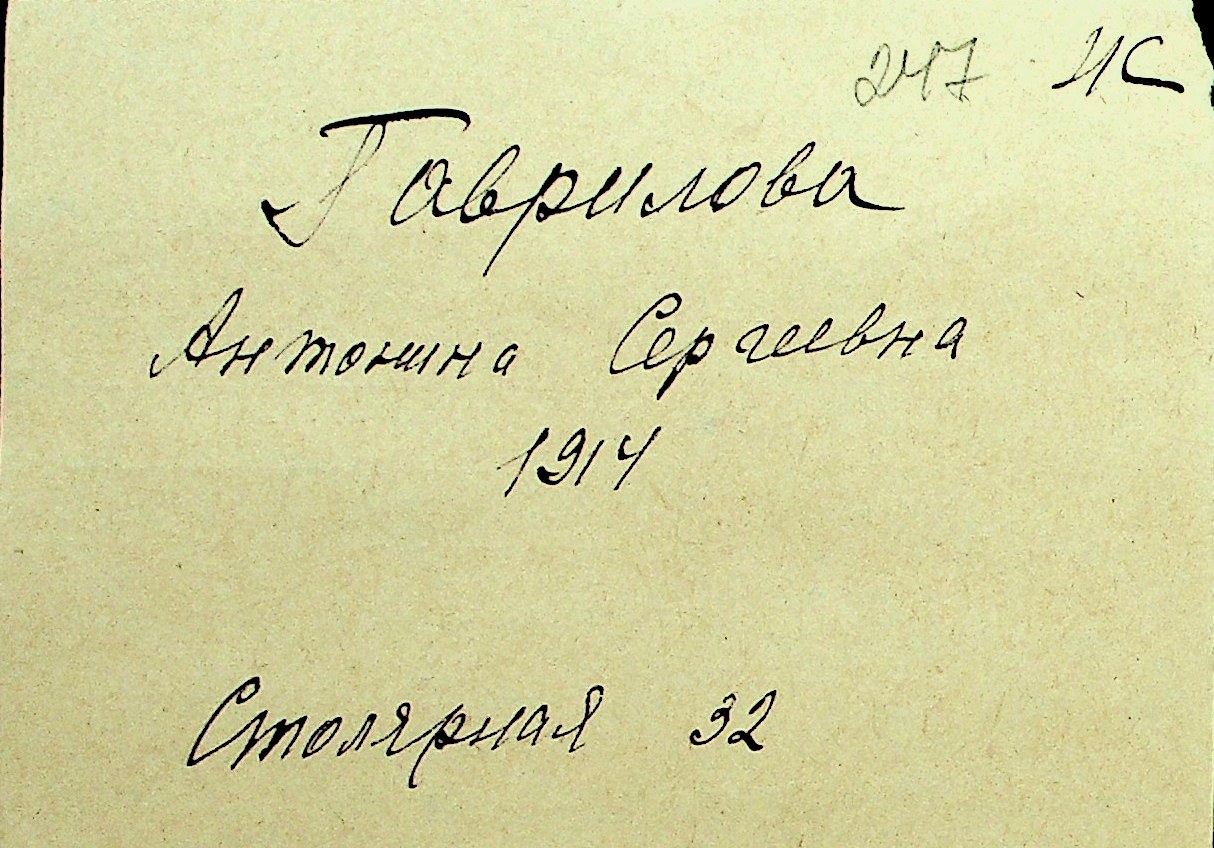 247 ИС
Гаврилова
Антонина Сергеевна
1914
Столярная 32